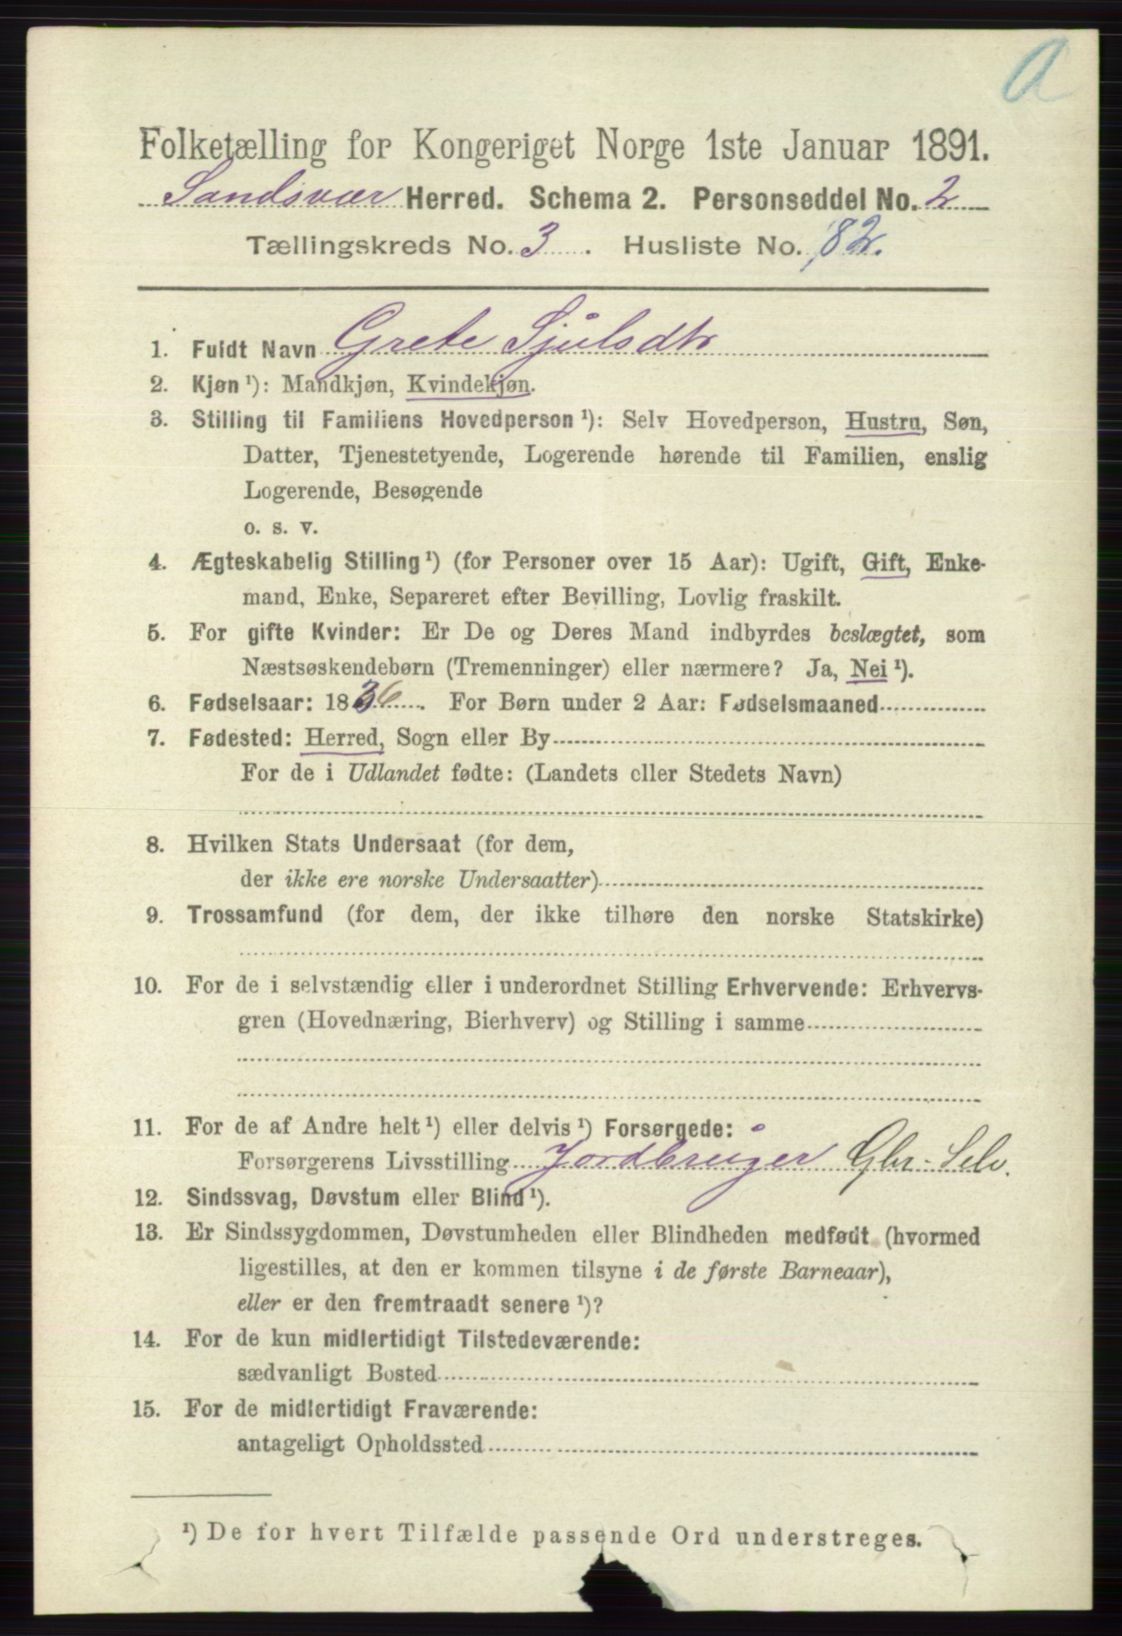 a
Folketælling for Kongeriget Norge 1ste Januar 1891.
Sandsvær Herred. Schema 2. Personseddel No. 2
Tællingskreds No. 3 . Husliste No. 82.
1. Fuldt Navn Grete Sjulsdtr
2. Kjøn ¹): Mandkjøn, Kvindekjøn.
3. Stilling til Familiens Hovedperson ¹): Selv Hovedperson, Hustru, Søn,
Datter, Tjenestetyende, Logerende hørende til Familien, enslig
Logerende, Besøgende
o. s. v.
4. Ægteskabelig Stilling ¹) (for Personer over 15 Aar): Ugift, Gift, Enke-
mand, Enke, Separeret efter Bevilling, Lovlig fraskilt.
5. For gifte Kvinder: Er De og Deres Mand indbyrdes beslægtet, som
Næstsøskendebørn (Tremenninger) eller nærmere? Ja, Nei ¹).
6. Fødselsaar: 1836. For Børn under 2 Aar: Fødselsmaaned
7. Fødested: Herred, Sogn eller By
For de i Udlandet fødte: (Landets eller Stedets Navn)
8. Hvilken Stats Undersaat (for dem,
der ikke ere norske Undersaatter)
9. Trossamfund (for dem, der ikke tilhøre den norske Statskirke)
10. For de i selvstændig eller i underordnet Stilling Erhvervende: Erhvervs-
gren (Hovednæring, Bierhverv) og Stilling i samme
11. For de af Andre helt ¹) eller delvis ¹) Forsørgede:
Forsørgerens Livsstilling Jordbruger Gbr. Selv.
12. Sindssvag, Døvstum eller Blind ¹).
13. Er Sindssygdommen, Døvstumheden eller Blindheden medfødt (hvormed
ligestilles, at den er kommen tilsyne i de første Barneaar),
eller er den fremtraadt senere ¹)?
14. For de kun midlertidigt Tilstedeværende:
sædvanligt Bosted
15. For de midlertidigt Fraværende:
antageligt Opholdssted
¹) De for hvert Tilfælde passende Ord understreges.